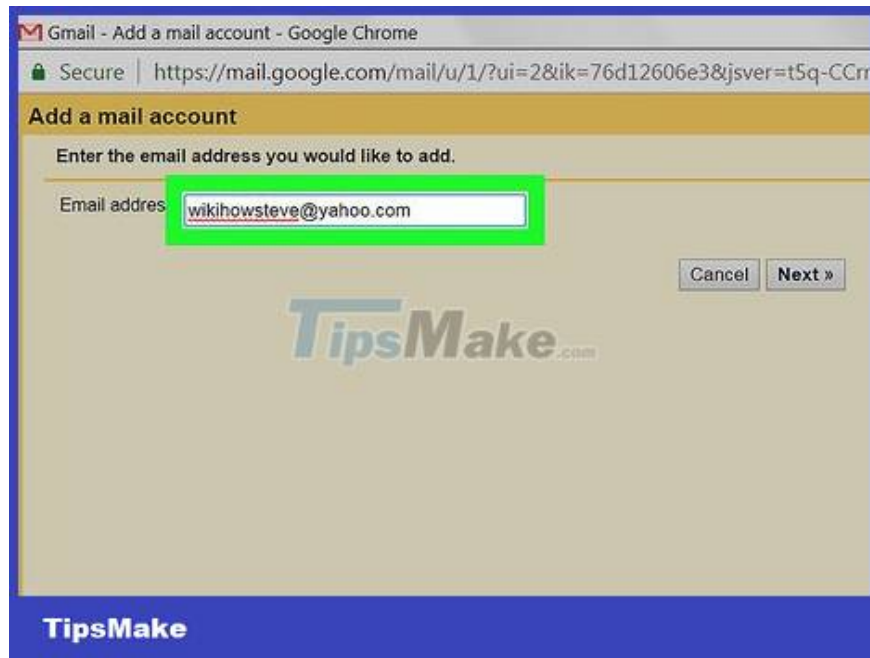 Gmail - Add a mail account - Google Chrome
Secure | https://mail.google.com/mail/u/1/?ui=2&ik=76d12606e3&jsver=t5q-CCrr
Add a mail account
Enter the email address you would like to add.
Email addres wikihowsteve@yahoo.com
Cancel Next »
TipsMake.com
TipsMake